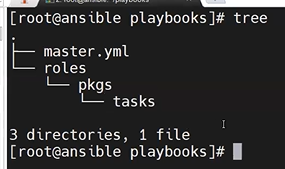 [root@ansible playbooks]# tree
.
├── master.yml
└── roles
    └── pkgs
        └── tasks

3 directories, 1 file
[root@ansible playbooks]#